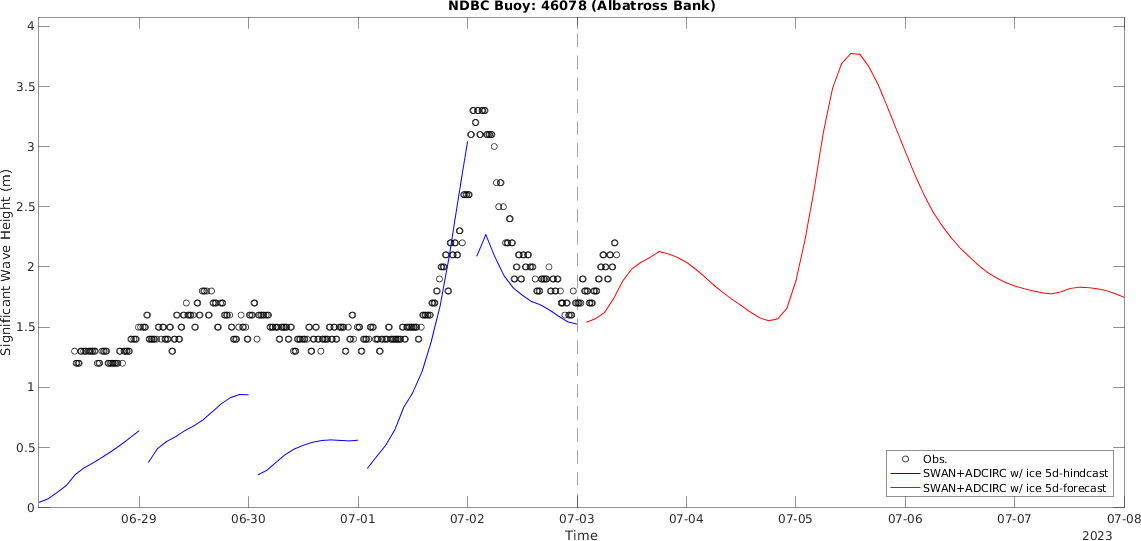 NDBC Buoy: 46078 (Albatross Bank)
4
3.5
3
2.5
2
1.5
1
0.5
0
Significant Wave Height (m)
Obs.
SWAN+ADCIRC w/ ice 5d-hindcast
SWAN+ADCIRC w/ ice 5d-forecast
06-29 06-30 07-01 07-02 07-03 07-04 07-05 07-06 07-07 07-08
Time
2023